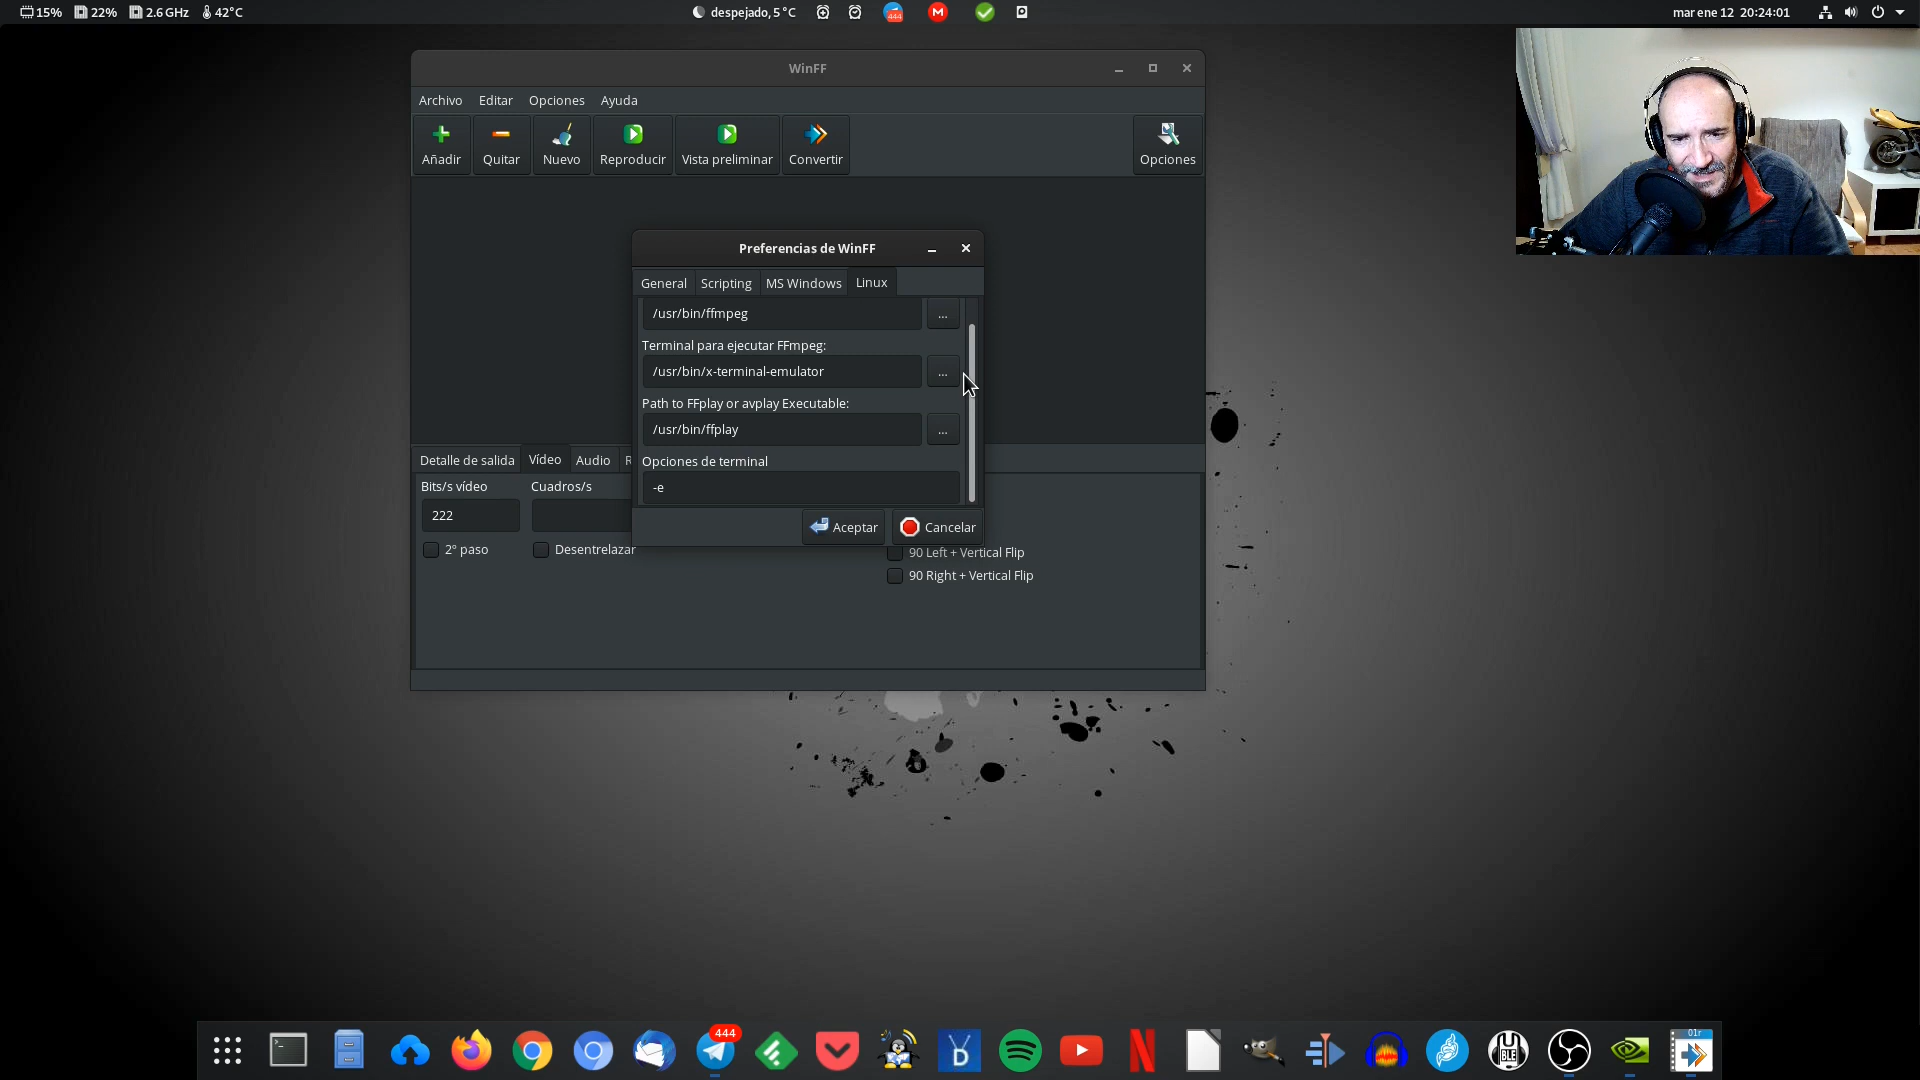 15% 22% 2.6 GHz 42°C
despejado, 5 °C
444
M
mar ene 12 20:24:01
WinFF
Archivo Editar Opciones Ayuda
Añadir Quitar Nuevo Reproducir Vista preliminar Convertir Opciones
Preferencias de WinFF
General Scripting MS Windows Linux
/usr/bin/ffmpeg ...
Terminal para ejecutar FFmpeg:
/usr/bin/x-terminal-emulator ...
Path to FFplay or avplay Executable:
/usr/bin/ffplay ...
Opciones de terminal
-e
Aceptar Cancelar
Detalle de salida Vídeo Audio R
Bits/s vídeo Cuadros/s
222
2º paso Desentrelazar
90 Left + Vertical Flip
90 Right + Vertical Flip
444
D
N
BLE
01r